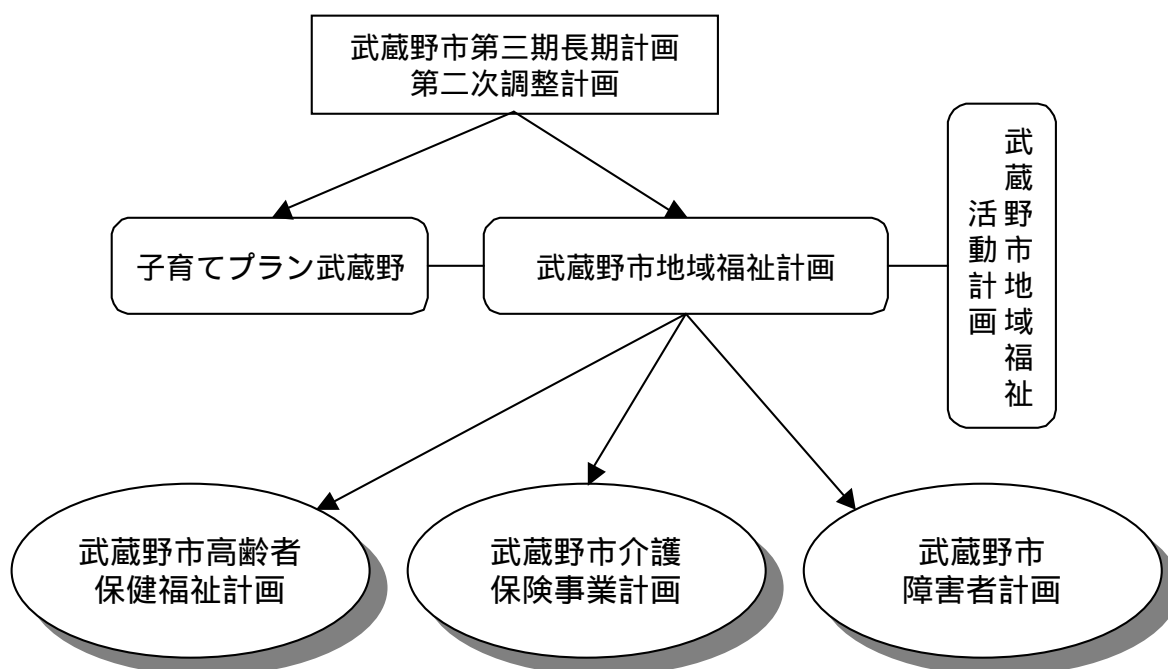 武蔵野市第三期長期計画
第二次調整計画
子育てプラン武蔵野
武蔵野市地域福祉計画
武蔵野市地域福祉
活動計画
武蔵野市高齢者
保健福祉計画
武蔵野市介護
保険事業計画
武蔵野市
障害者計画